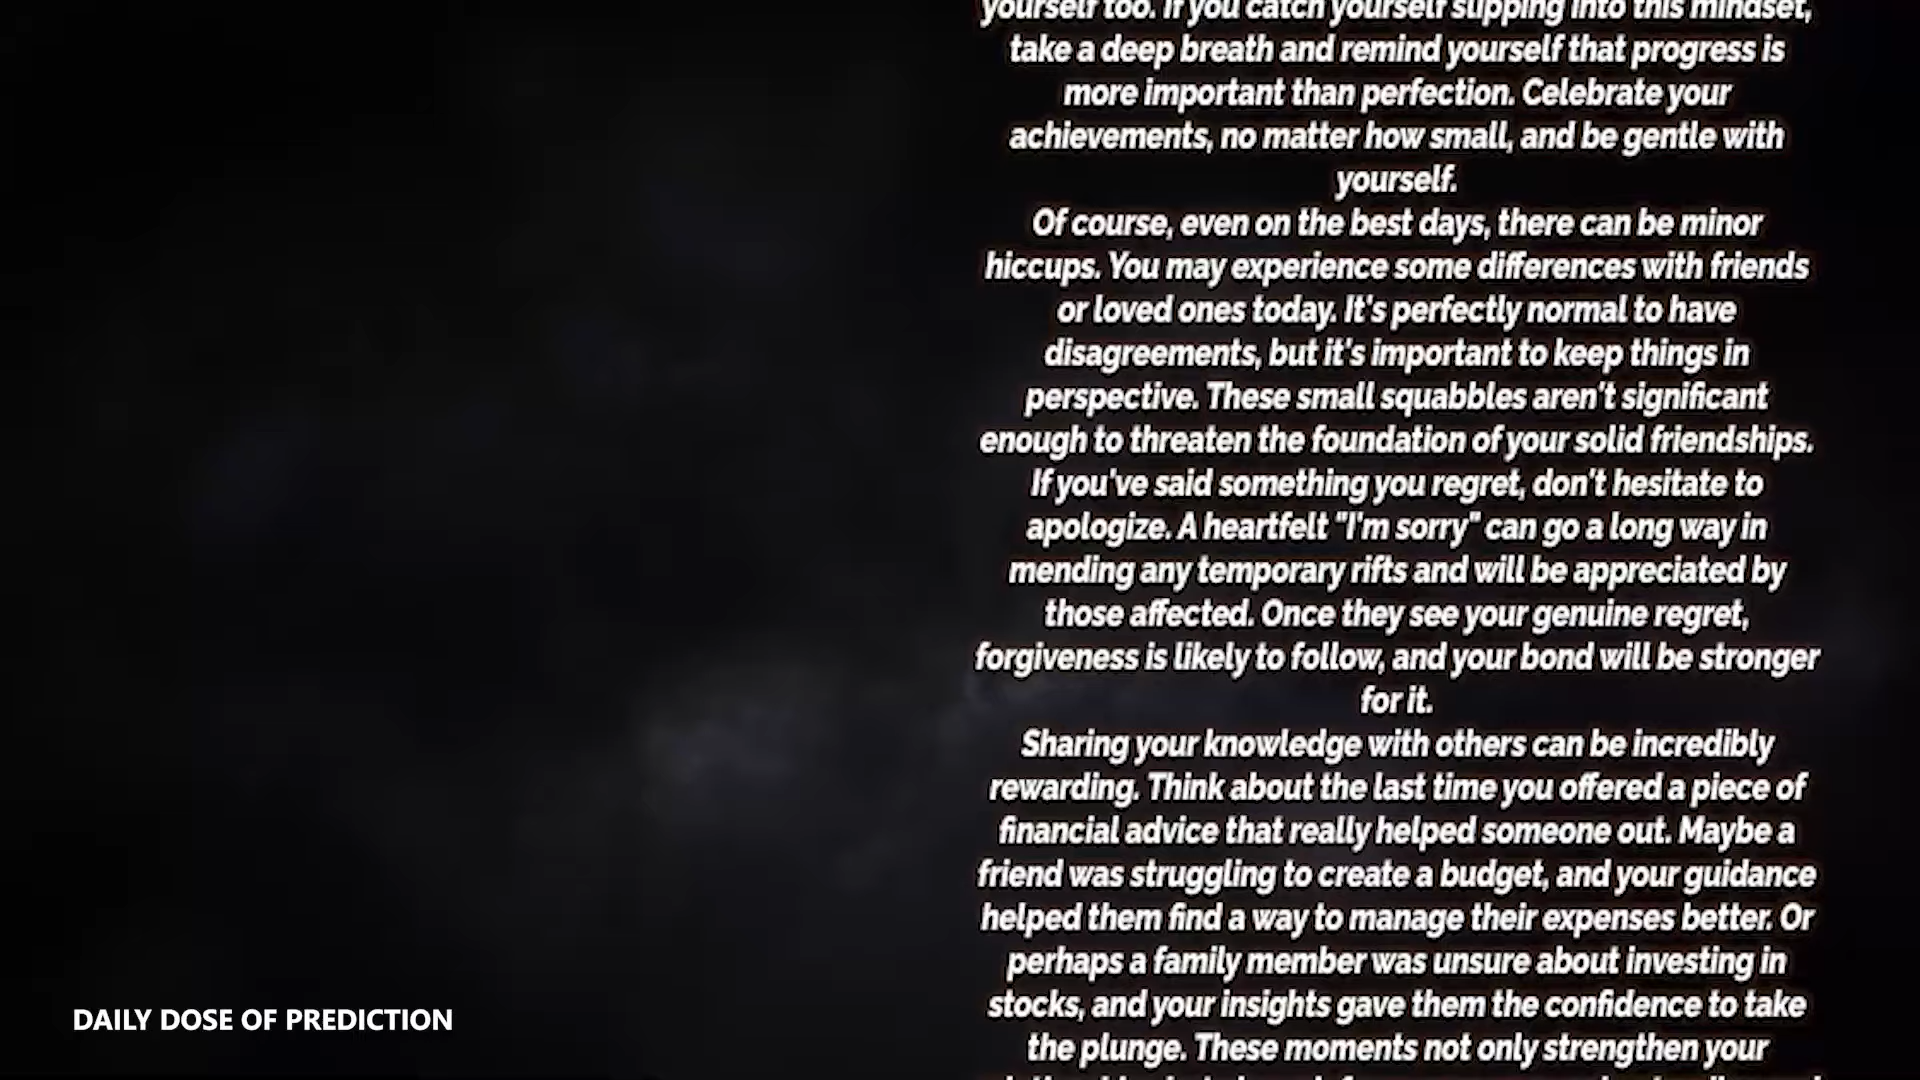 yourself too. If you catch yourself slipping into this mindset,
take a deep breath and remind yourself that progress is
more important than perfection. Celebrate your
achievements, no matter how small, and be gentle with
yourself.
Of course, even on the best days, there can be minor
hiccups. You may experience some differences with friends
or loved ones today. It's perfectly normal to have
disagreements, but it's important to keep things in
perspective. These small squabbles aren't significant
enough to threaten the foundation of your solid friendships.
If you've said something you regret, don't hesitate to
apologize. A heartfelt "I'm sorry" can go a long way in
mending any temporary rifts and will be appreciated by
those affected. Once they see your genuine regret,
forgiveness is likely to follow, and your bond will be stronger
for it.
Sharing your knowledge with others can be incredibly
rewarding. Think about the last time you offered a piece of
financial advice that really helped someone out. Maybe a
friend was struggling to create a budget, and your guidance
helped them find a way to manage their expenses better. Or
perhaps a family member was unsure about investing in
stocks, and your insights gave them the confidence to take
the plunge. These moments not only strengthen your
DAILY DOSE OF PREDICTION